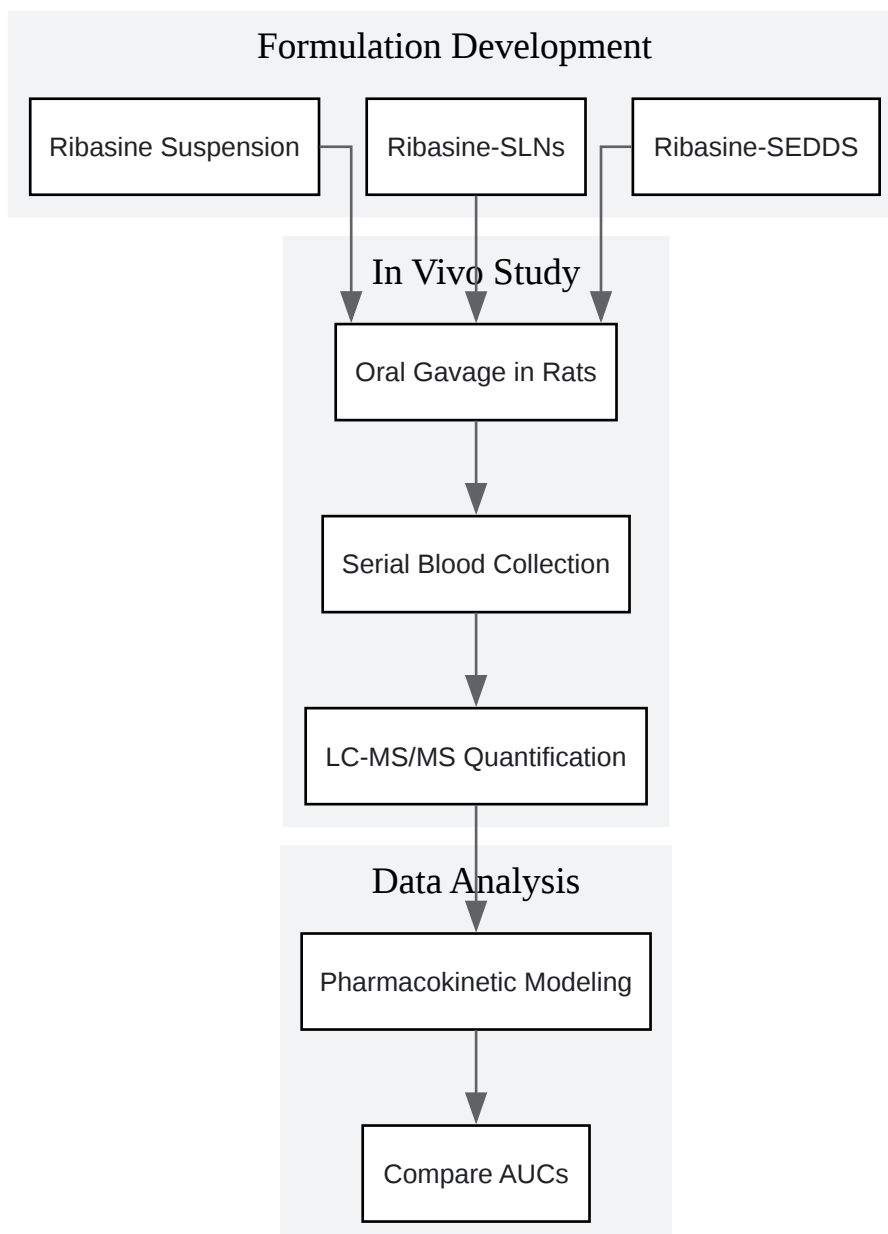 Formulation Development
Ribasine Suspension
Ribasine-SLNs
Ribasine-SEDDS
In Vivo Study
Oral Gavage in Rats
Serial Blood Collection
LC-MS/MS Quantification
Data Analysis
Pharmacokinetic Modeling
Compare AUCs